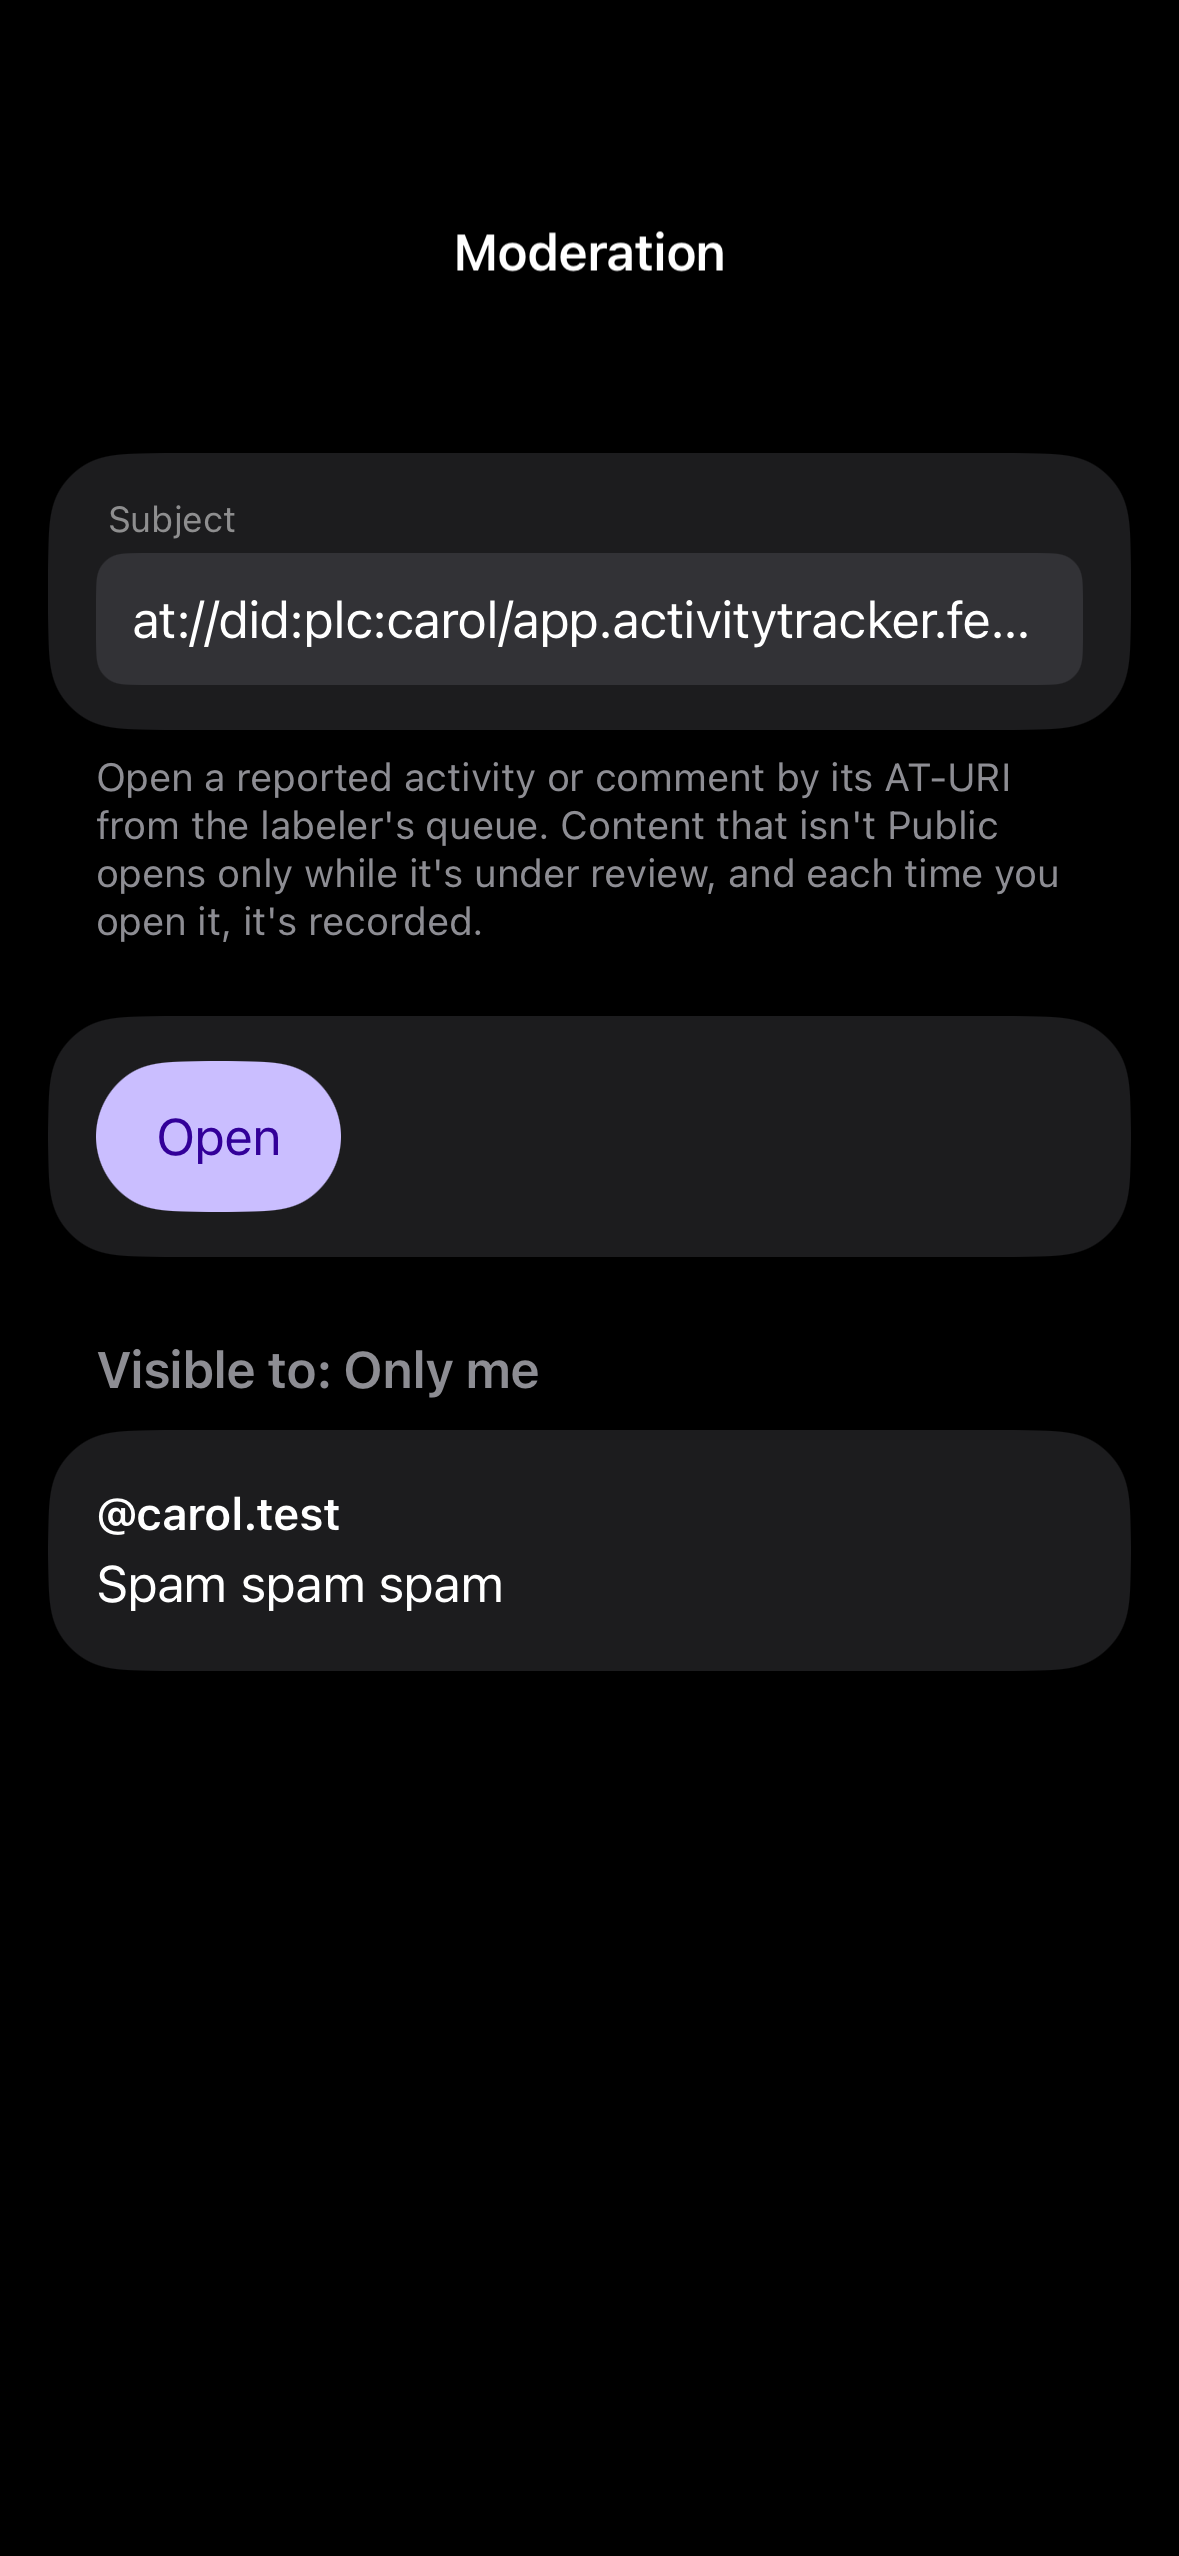 Moderation
Subject
at://did:plc:carol/app.activitytracker.fe...
Open a reported activity or comment by its AT-URI
from the labeler's queue. Content that isn't Public
opens only while it's under review, and each time you
open it, it's recorded.
Open
Visible to: Only me
@carol.test
Spam spam spam